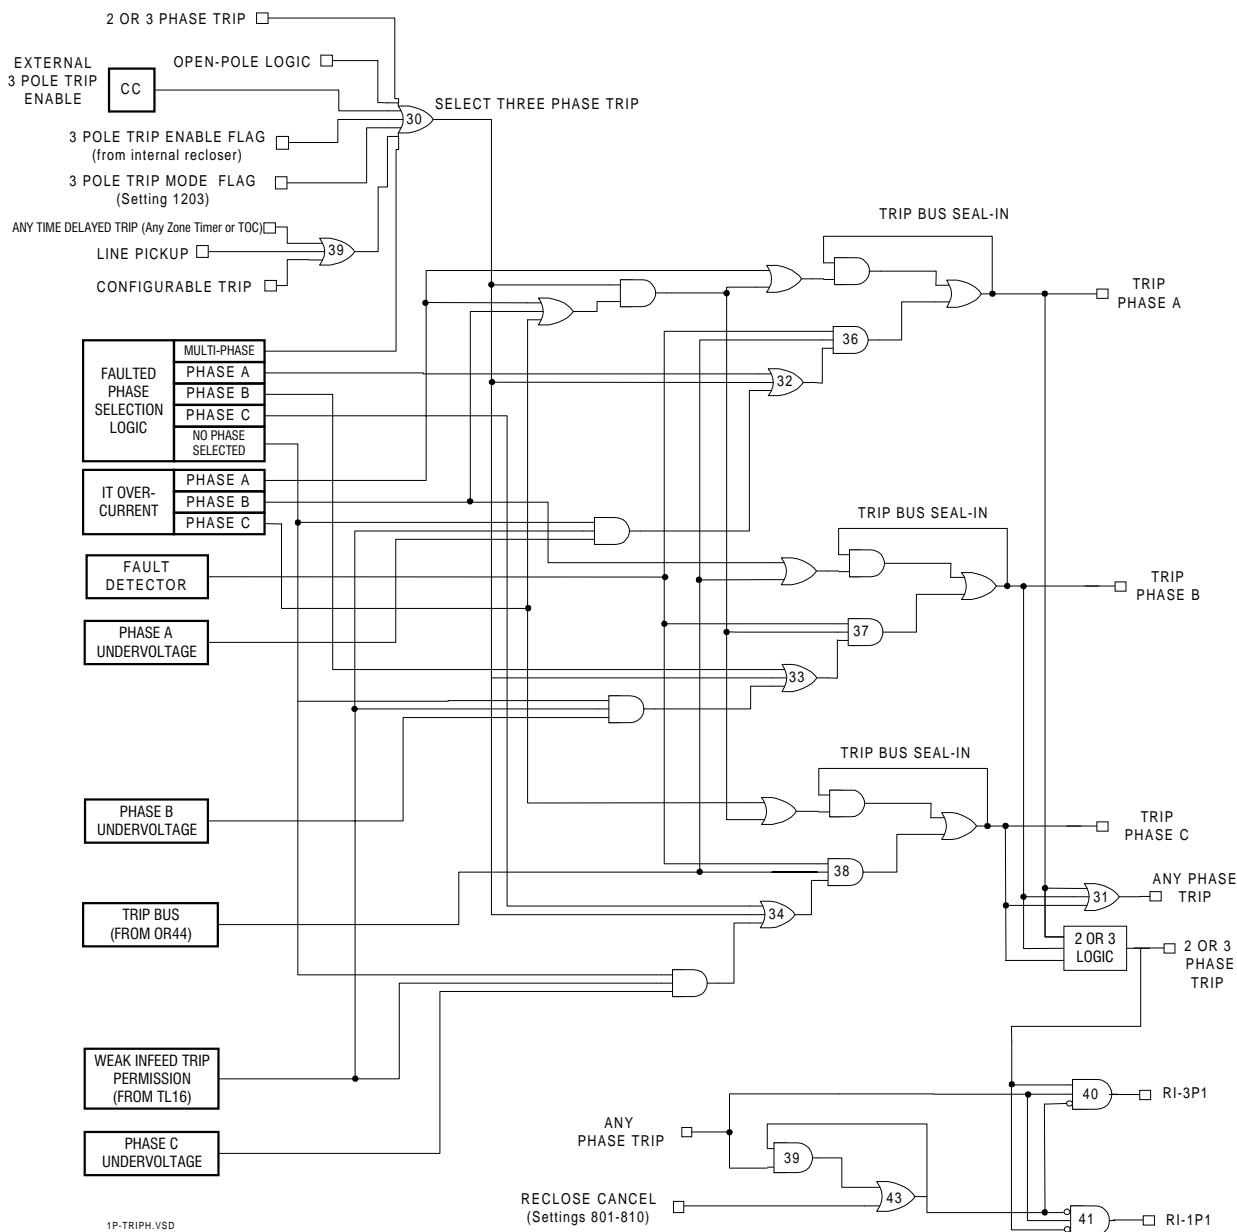 2 OR 3 PHASE TRIP
OPEN-POLE LOGIC
EXTERNAL
3 POLE TRIP
ENABLE
CC
SELECT THREE PHASE TRIP
30
3 POLE TRIP ENABLE FLAG
(from internal recloser)
3 POLE TRIP MODE FLAG
(Setting 1203)
ANY TIME DELAYED TRIP (Any Zone Timer or TOC)
LINE PICKUP
39
CONFIGURABLE TRIP
TRIP BUS SEAL-IN
TRIP
PHASE A
36
32
FAULTED
PHASE
SELECTION
LOGIC
MULTI-PHASE
PHASE A
PHASE B
PHASE C
NO PHASE
SELECTED
IT OVER-
CURRENT
PHASE A
PHASE B
PHASE C
FAULT
DETECTOR
TRIP BUS SEAL-IN
TRIP
PHASE B
PHASE A
UNDERVOLTAGE
37
33
TRIP BUS SEAL-IN
PHASE B
UNDERVOLTAGE
TRIP
PHASE C
38
34
ANY PHASE
TRIP
31
TRIP BUS
(FROM OR44)
2 OR 3
LOGIC
2 OR 3
PHASE
TRIP
WEAK INFEED TRIP
PERMISSION
(FROM TL16)
PHASE C
UNDERVOLTAGE
40
RI-3P1
ANY
PHASE TRIP
39
43
RECLOSE CANCEL
(Settings 801-810)
41
RI-1P1
1P-TRIPH.VSD